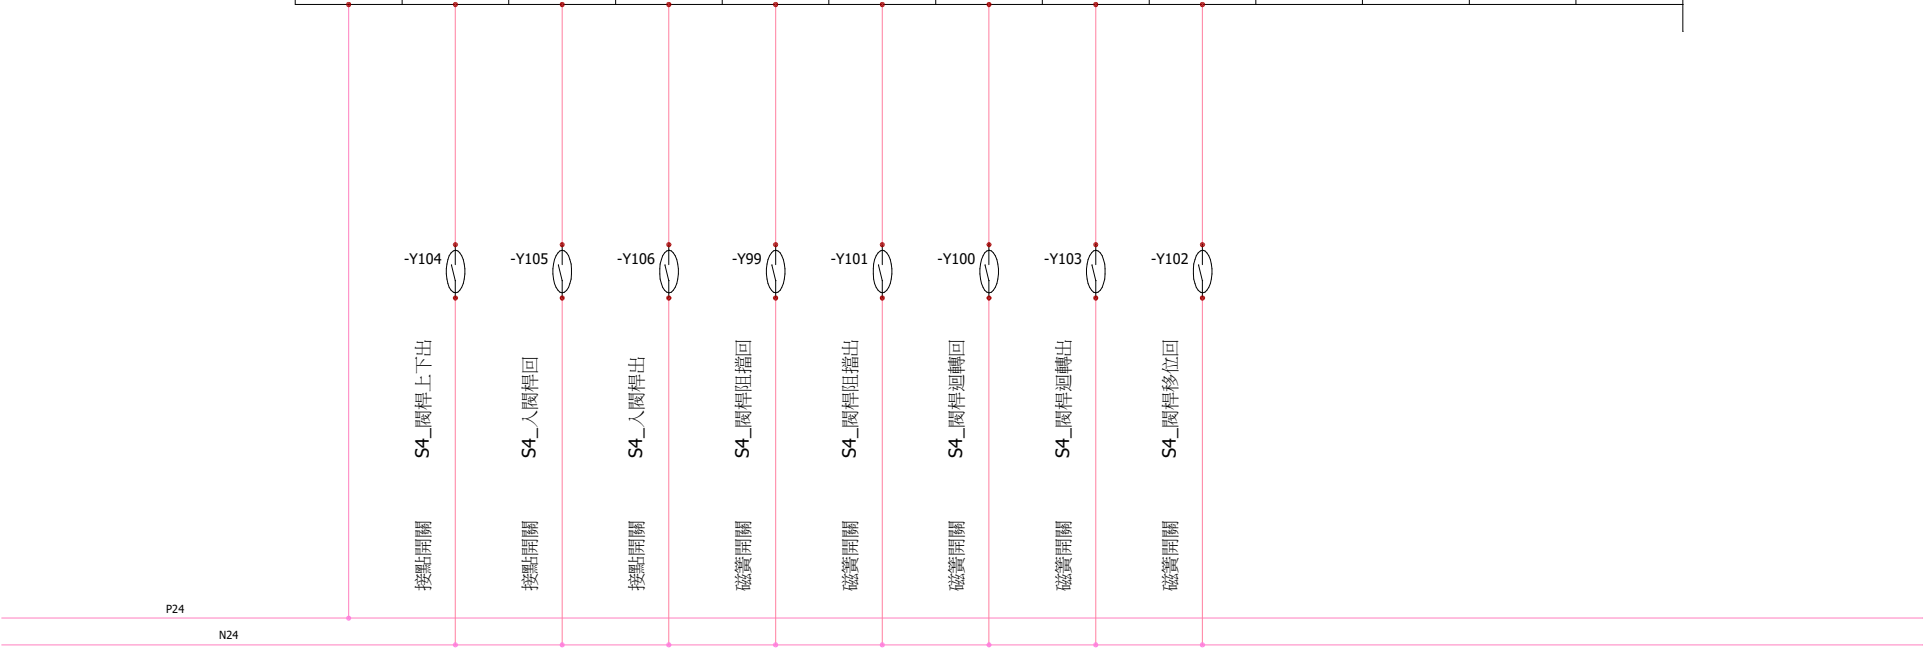 -Y104
-Y105
-Y106
-Y99
-Y101
-Y100
-Y103
-Y102
S4_閥桿上下出
S4_入閥桿回
S4_入閥桿出
S4_閥桿阻擋回
S4_閥桿阻擋出
S4_閥桿迴轉回
S4_閥桿迴轉出
S4_閥桿移位回
接點開關
接點開關
接點開關
磁簧開關
磁簧開關
磁簧開關
磁簧開關
磁簧開關
P24
N24